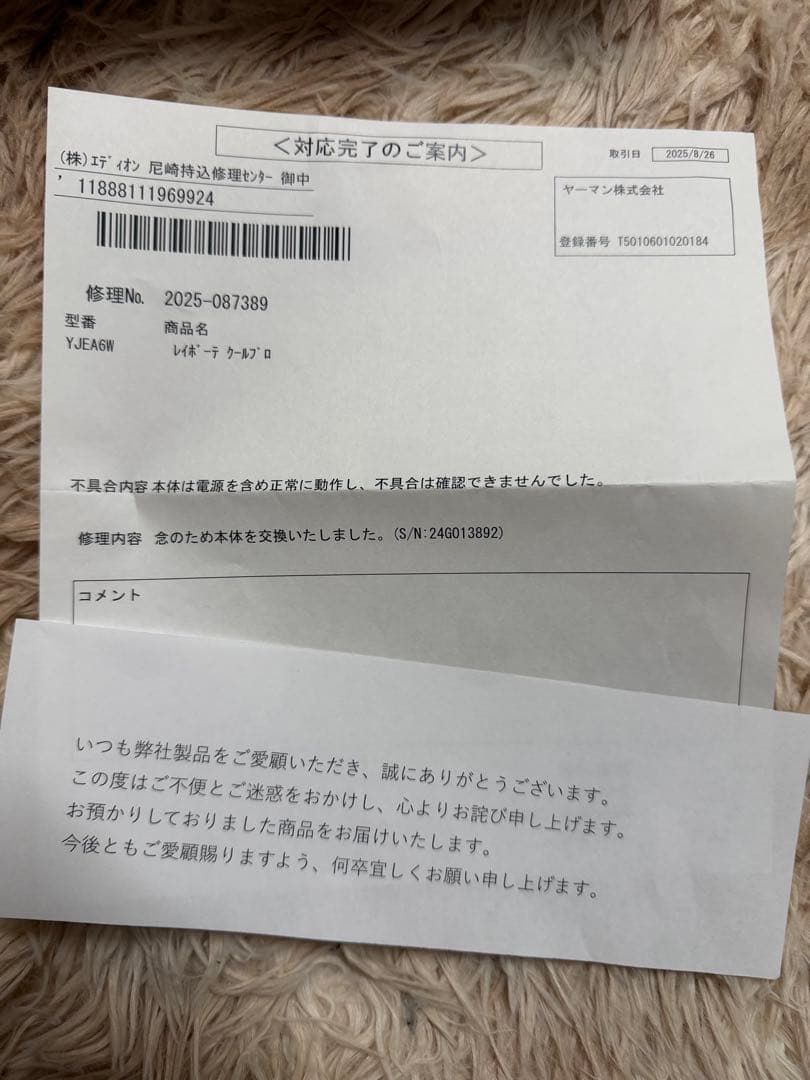 <対応完了のご案内>
取引日 2025/8/26
(株)ｴﾃﾞｨｵﾝ 尼崎持込修理ｾﾝﾀｰ 御中
' 11888111969924
ヤーマン株式会社
登録番号 T5010601020184
修理No. 2025-087389
型番 商品名
YJEA6W ﾚｲﾎﾞｰﾃ ｸｰﾙﾌﾟﾛ
不具合内容 本体は電源を含め正常に動作し、不具合は確認できませんでした。
修理内容 念のため本体を交換いたしました。(S/N:24G013892)
コメント
いつも弊社製品をご愛顧いただき、誠にありがとうございます。
この度はご不便とご迷惑をおかけし、心よりお詫び申し上げます。
お預かりしておりました商品をお届けいたします。
今後ともご愛顧賜りますよう、何卒宜しくお願い申し上げます。